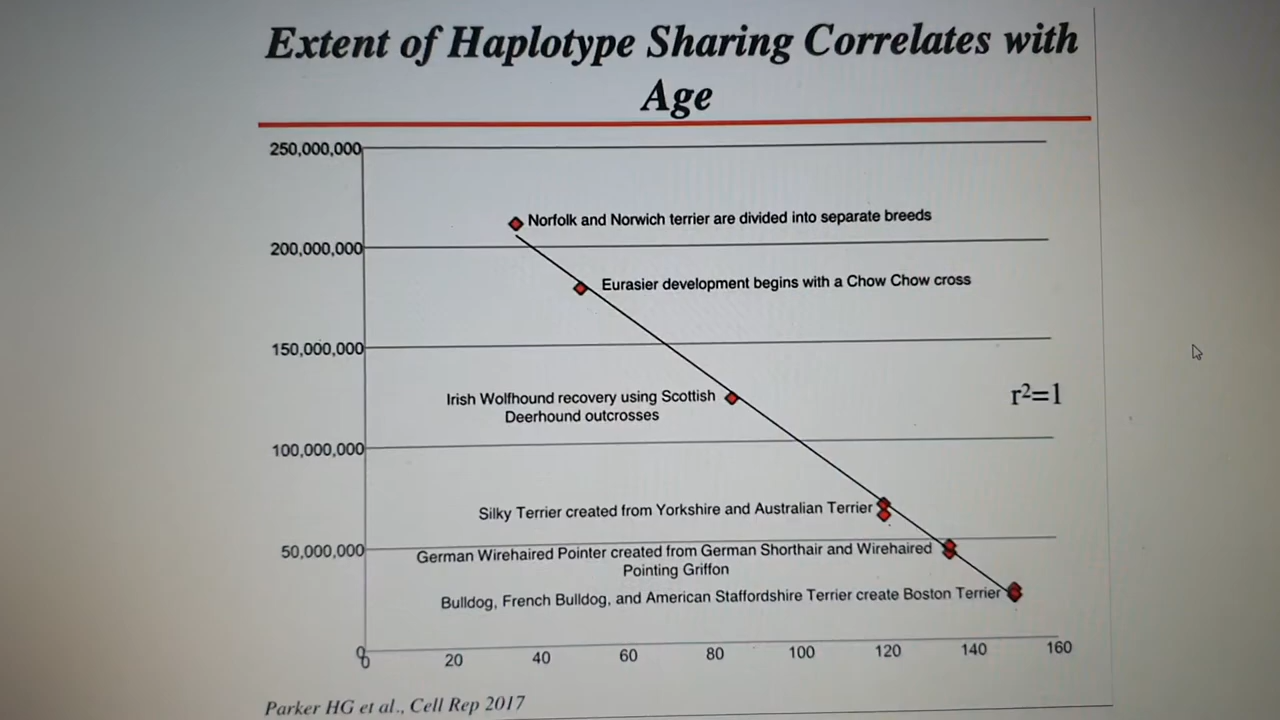 Extent of Haplotype Sharing Correlates with
Age
250,000,000
Norfolk and Norwich terrier are divided into separate breeds
200,000,000
Eurasier development begins with a Chow Chow cross
150,000,000
r²=1
Irish Wolfhound recovery using Scottish
Deerhound outcrosses
100,000,000
Silky Terrier created from Yorkshire and Australian Terrier
50,000,000
German Wirehaired Pointer created from German Shorthair and Wirehaired
Pointing Griffon
Bulldog, French Bulldog, and American Staffordshire Terrier create Boston Terrier
0
0 20 40 60 80 100 120 140 160
Parker HG et al., Cell Rep 2017